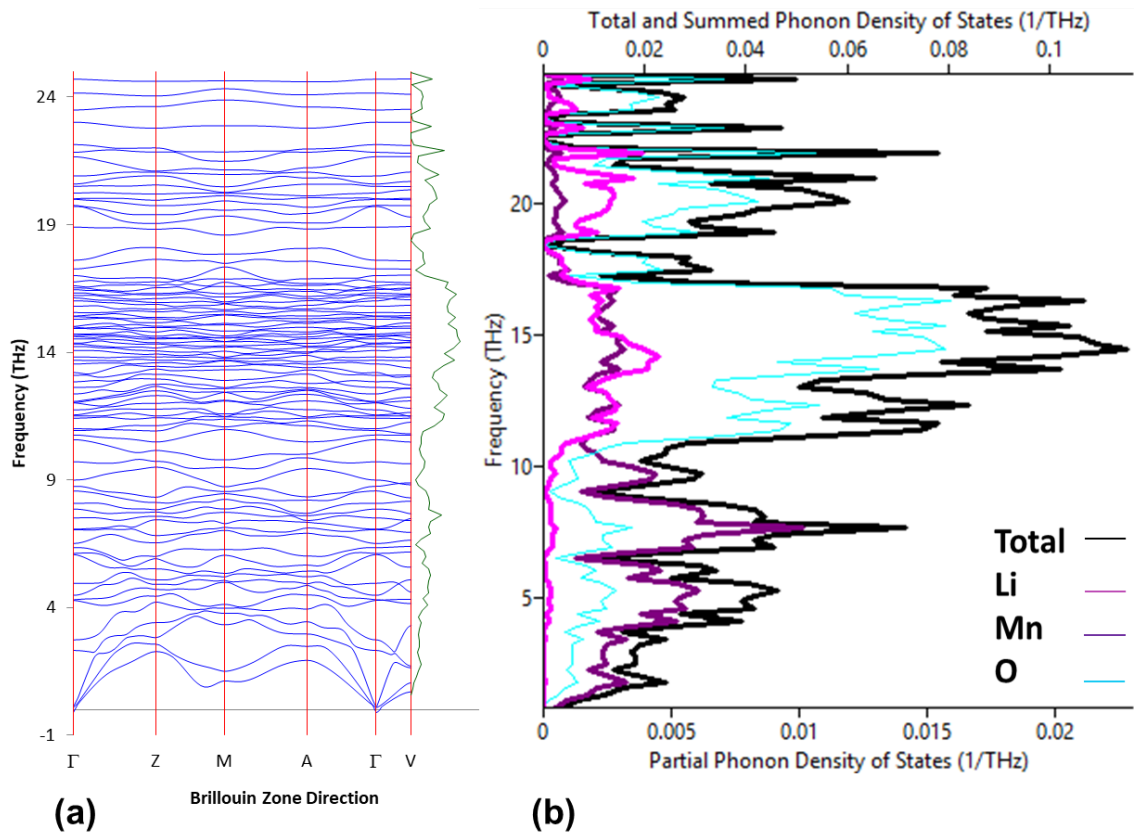 Total and Summed Phonon Density of States (1/THz)
0 0.02 0.04 0.06 0.08 0.1
24
19
14
9
4
-1
Frequency (THz)
Γ Z M A Γ V
Brillouin Zone Direction
(a)
20
15
10
5
Frequency (THz)
Total
Li
Mn
O
0 0.005 0.01 0.015 0.02
Partial Phonon Density of States (1/THz)
(b)